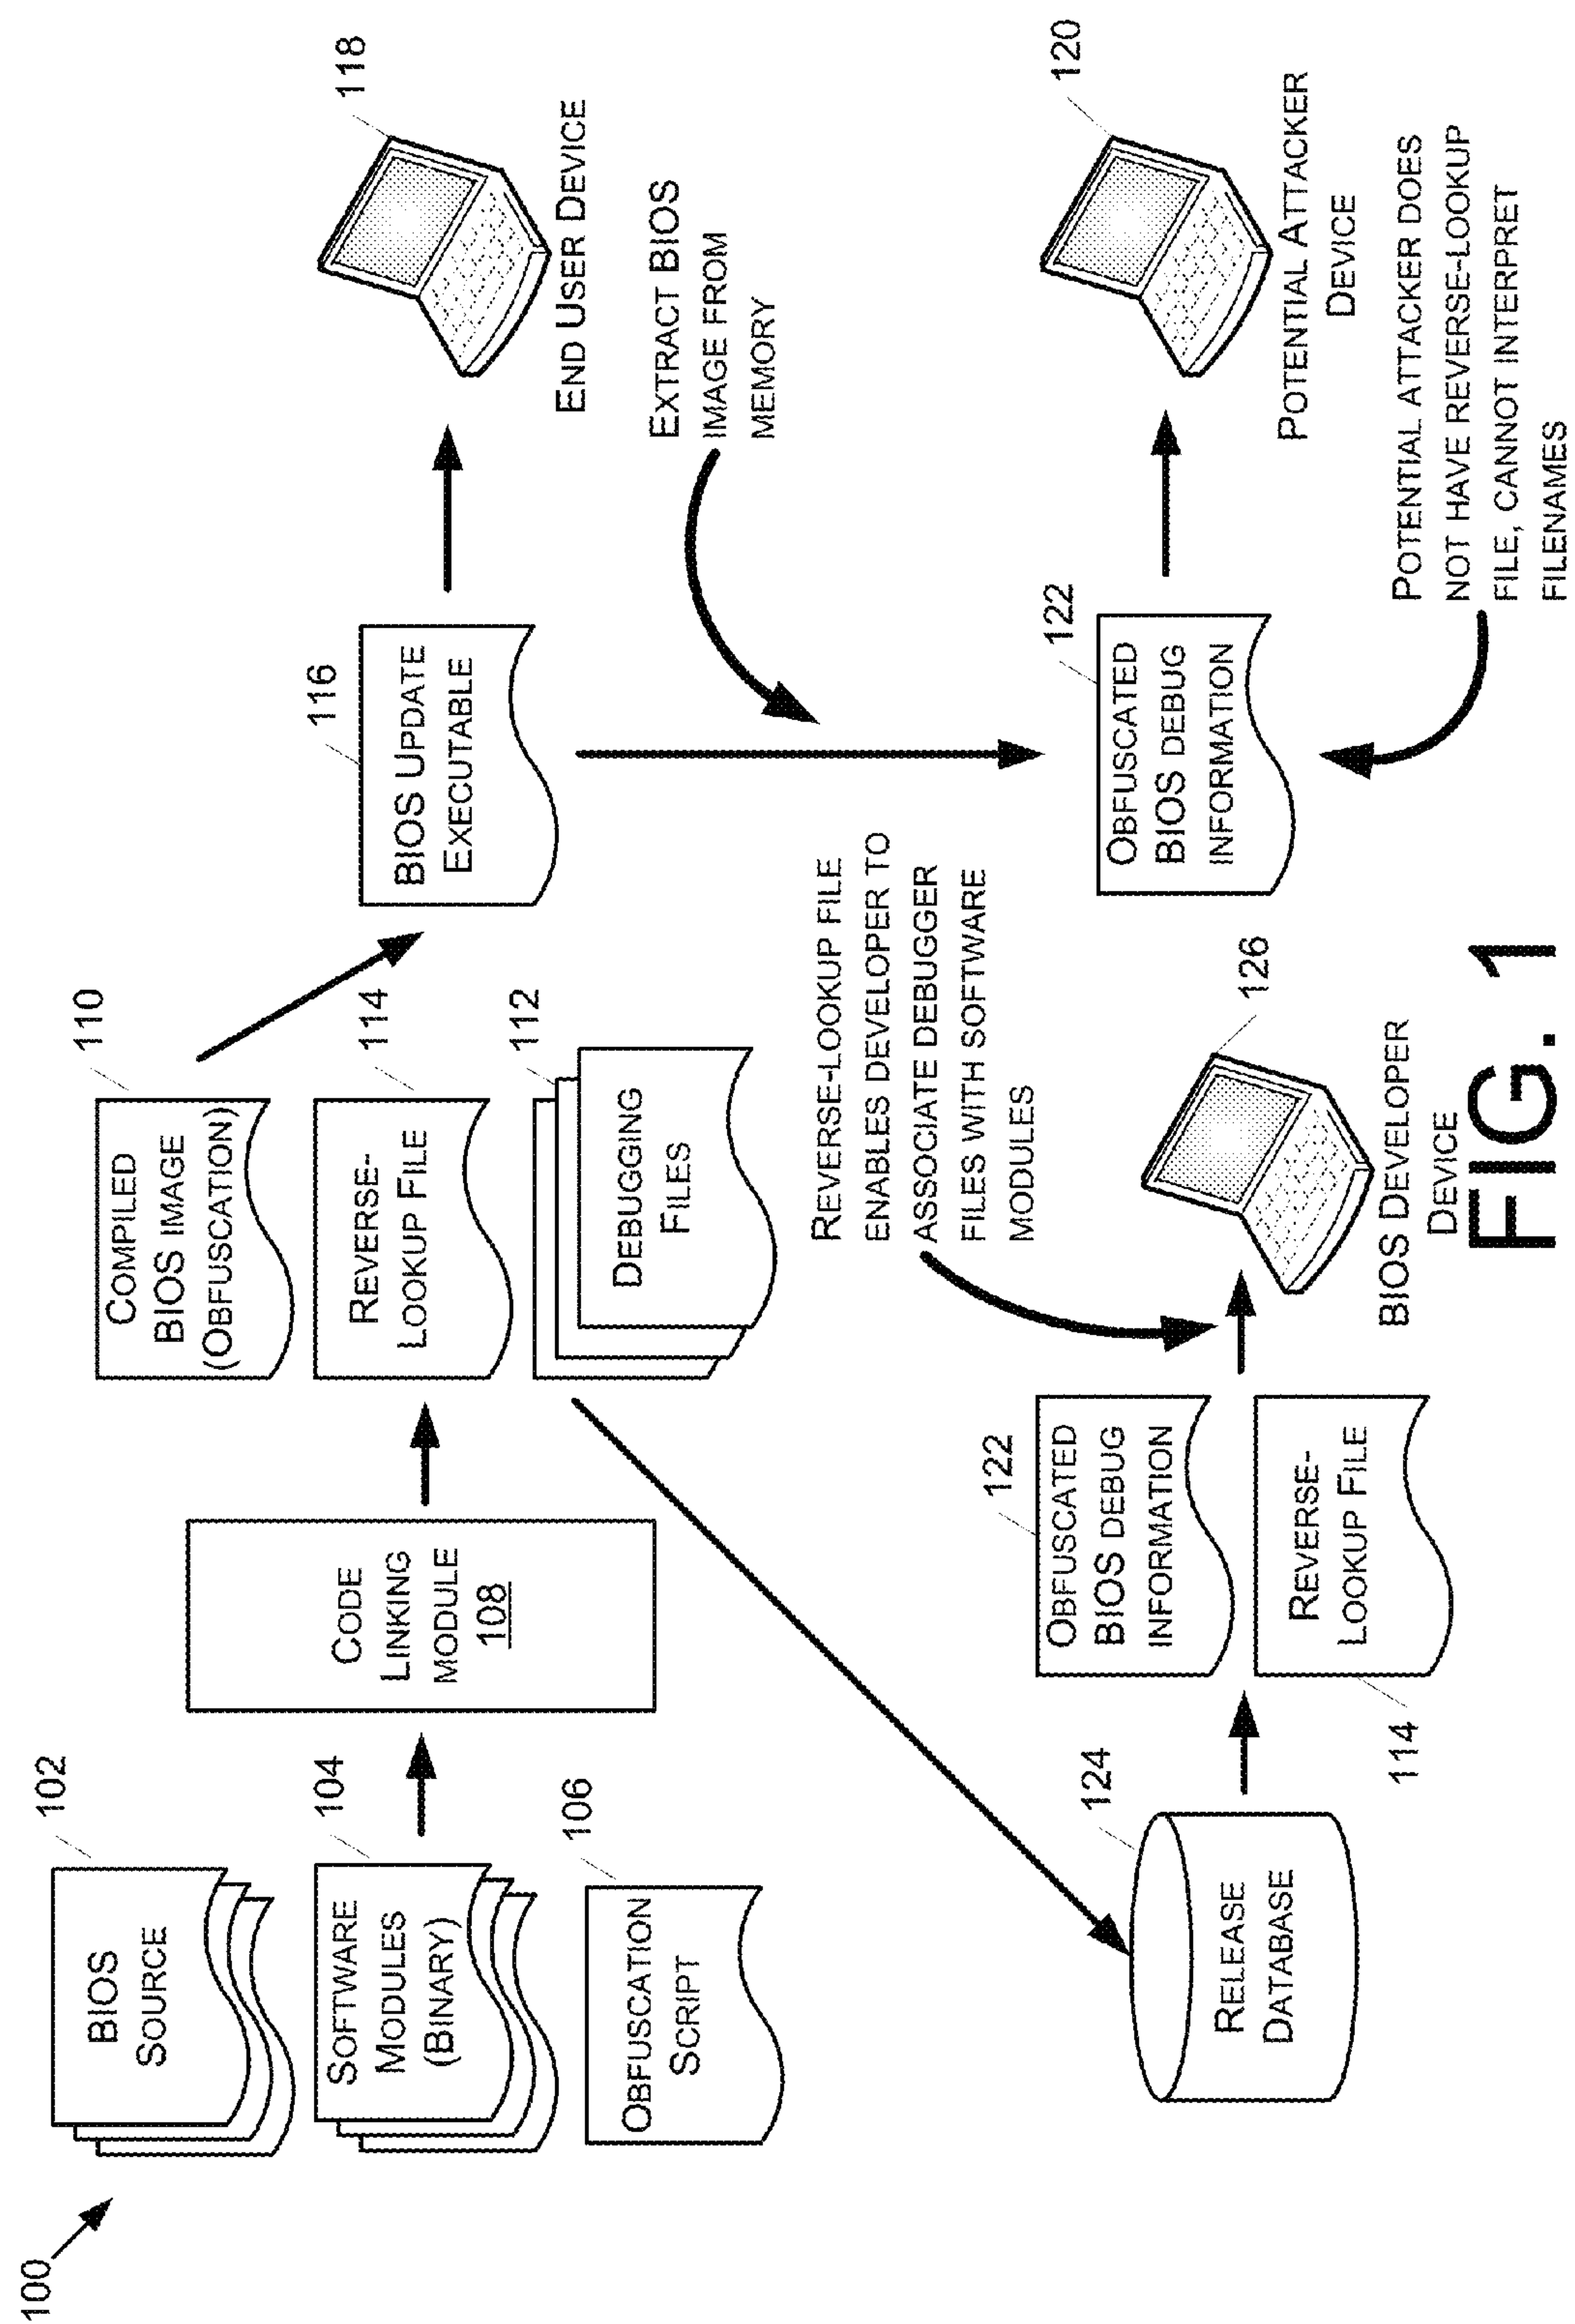 100
102
BIOS
SOURCE
104
SOFTWARE
MODULES
(BINARY)
106
OBFUSCATION
SCRIPT
CODE
LINKING
MODULE
108
110
COMPILED
BIOS IMAGE
(OBFUSCATION)
114
REVERSE-
LOOKUP FILE
112
DEBUGGING
FILES
116
BIOS UPDATE
EXECUTABLE
118
END USER DEVICE
EXTRACT BIOS
IMAGE FROM
MEMORY
REVERSE-LOOKUP FILE
ENABLES DEVELOPER TO
ASSOCIATE DEBUGGER
FILES WITH SOFTWARE
MODULES
124
RELEASE
DATABASE
122
OBFUSCATED
BIOS DEBUG
INFORMATION
REVERSE-
LOOKUP FILE
114
126
BIOS DEVELOPER
DEVICE
122
OBFUSCATED
BIOS DEBUG
INFORMATION
120
POTENTIAL ATTACKER
DEVICE
POTENTIAL ATTACKER DOES
NOT HAVE REVERSE-LOOKUP
FILE, CANNOT INTERPRET
FILENAMES
FIG. 1